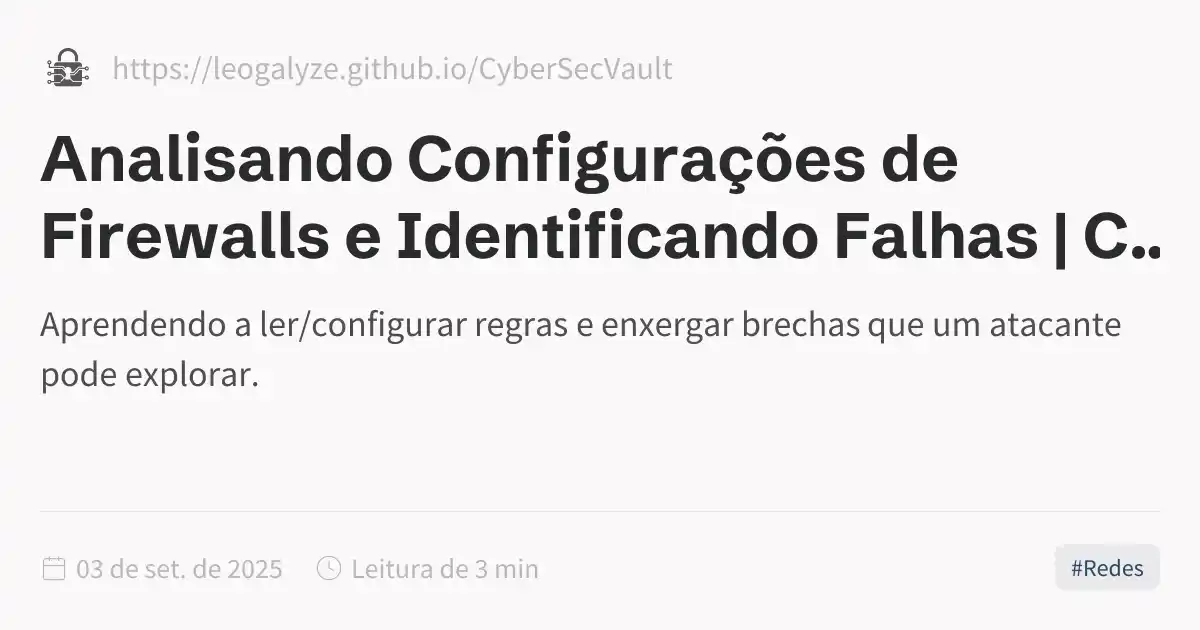 https://leogalyze.github.io/CyberSecVault
Analisando Configurações de
Firewalls e Identificando Falhas | C..
Aprendendo a ler/configurar regras e enxergar brechas que um atacante
pode explorar.
03 de set. de 2025 Leitura de 3 min #Redes